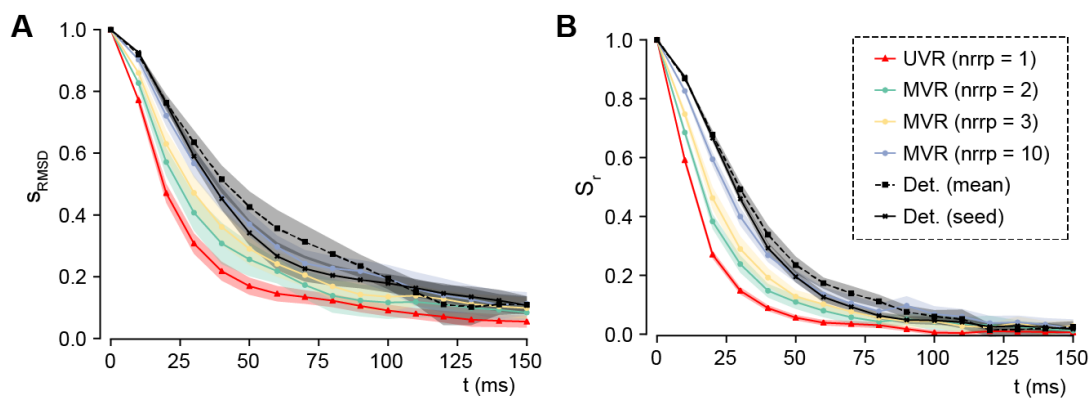 A
1.0
0.8
0.6
0.4
0.2
0.0
s_RMSD
0
25
50
75
100
125
150
t (ms)
B
1.0
0.8
0.6
0.4
0.2
0.0
S_r
0
25
50
75
100
125
150
t (ms)
UVR (nrrp = 1)
MVR (nrrp = 2)
MVR (nrrp = 3)
MVR (nrrp = 10)
Det. (mean)
Det. (seed)